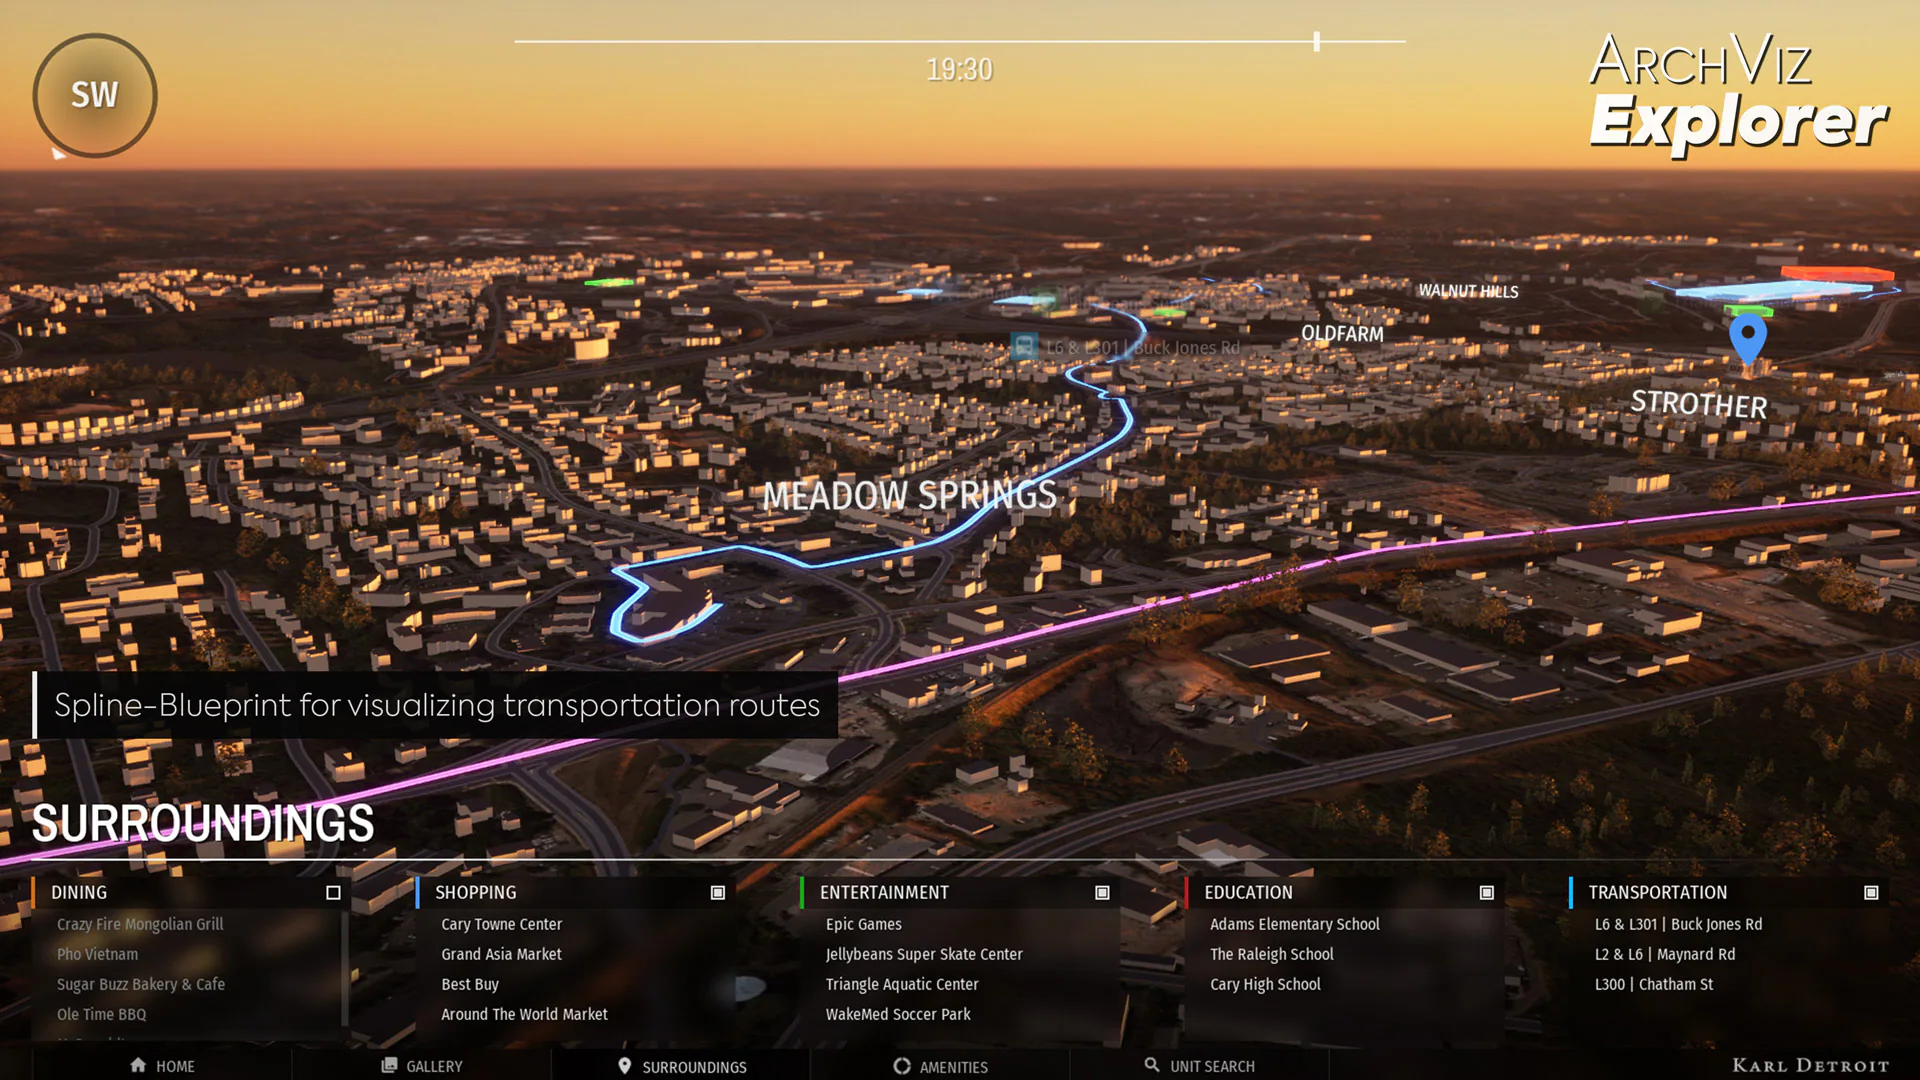 SW
19:30
ARCHVIZ
Explorer
WALNUT HILLS
OLDFARM
L6 & L301 | Buck Jones Rd
STROTHER
MEADOW SPRINGS
Spline-Blueprint for visualizing transportation routes
SURROUNDINGS
DINING
Crazy Fire Mongolian Grill
Pho Vietnam
Sugar Buzz Bakery & Cafe
Ole Time BBQ
SHOPPING
Cary Towne Center
Grand Asia Market
Best Buy
Around The World Market
ENTERTAINMENT
Epic Games
Jellybeans Super Skate Center
Triangle Aquatic Center
WakeMed Soccer Park
EDUCATION
Adams Elementary School
The Raleigh School
Cary High School
TRANSPORTATION
L6 & L301 | Buck Jones Rd
L2 & L6 | Maynard Rd
L300 | Chatham St
HOME
GALLERY
SURROUNDINGS
AMENITIES
UNIT SEARCH
KARL DETROIT